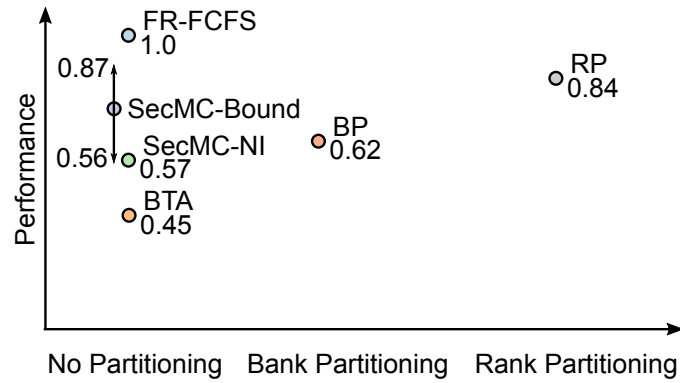 FR-FCFS
1.0
0.87
SecMC-Bound
0.56
SecMC-NI
0.57
BTA
0.45
BP
0.62
RP
0.84
Performance
No Partitioning
Bank Partitioning
Rank Partitioning